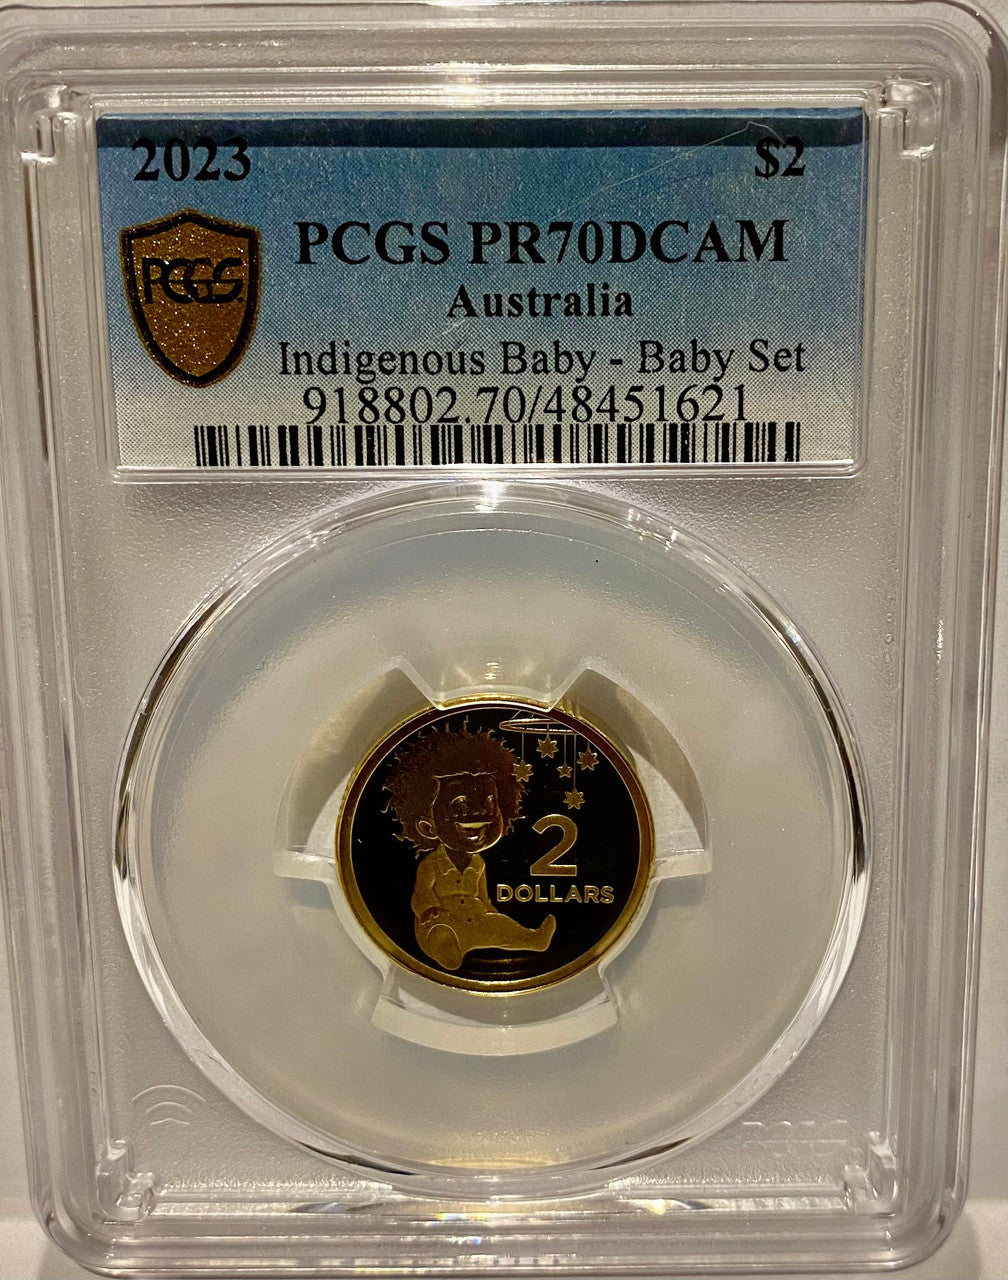 2023 $2
PCGS PR70DCAM
PCGS
Australia
Indigenous Baby - Baby Set
918802.70/48451621
2
DOLLARS